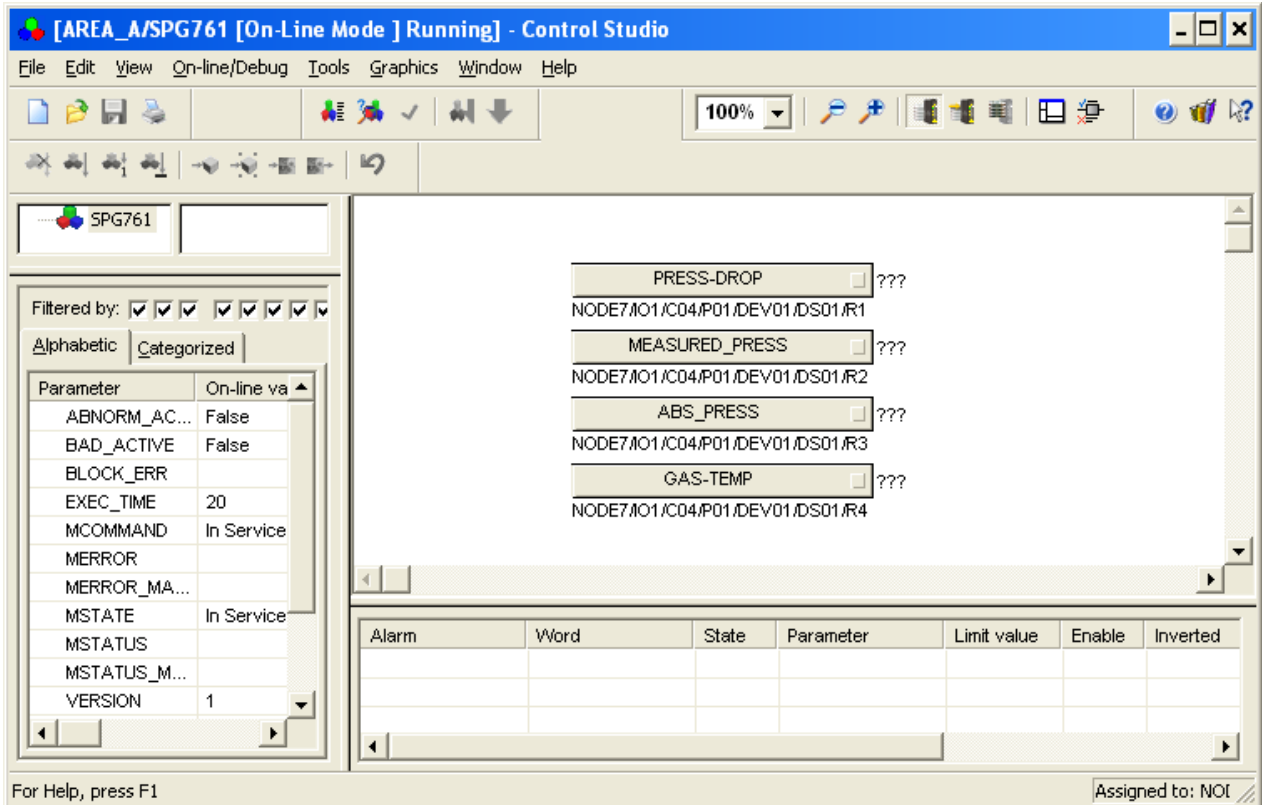 [AREA_A/SPG761 [On-Line Mode ] Running] - Control Studio
File Edit View On-line/Debug Tools Graphics Window Help
100%
SPG761
Filtered by:
Alphabetic Categorized
Parameter On-line va
ABNORM_AC... False
BAD_ACTIVE False
BLOCK_ERR
EXEC_TIME 20
MCOMMAND In Service
MERROR
MERROR_MA...
MSTATE In Service
MSTATUS
MSTATUS_M...
VERSION 1
PRESS-DROP ???
NODE7/IO1/C04/P01/DEV01/DS01/R1
MEASURED_PRESS ???
NODE7/IO1/C04/P01/DEV01/DS01/R2
ABS_PRESS ???
NODE7/IO1/C04/P01/DEV01/DS01/R3
GAS-TEMP ???
NODE7/IO1/C04/P01/DEV01/DS01/R4
Alarm Word State Parameter Limit value Enable Inverted
For Help, press F1
Assigned to: NOI